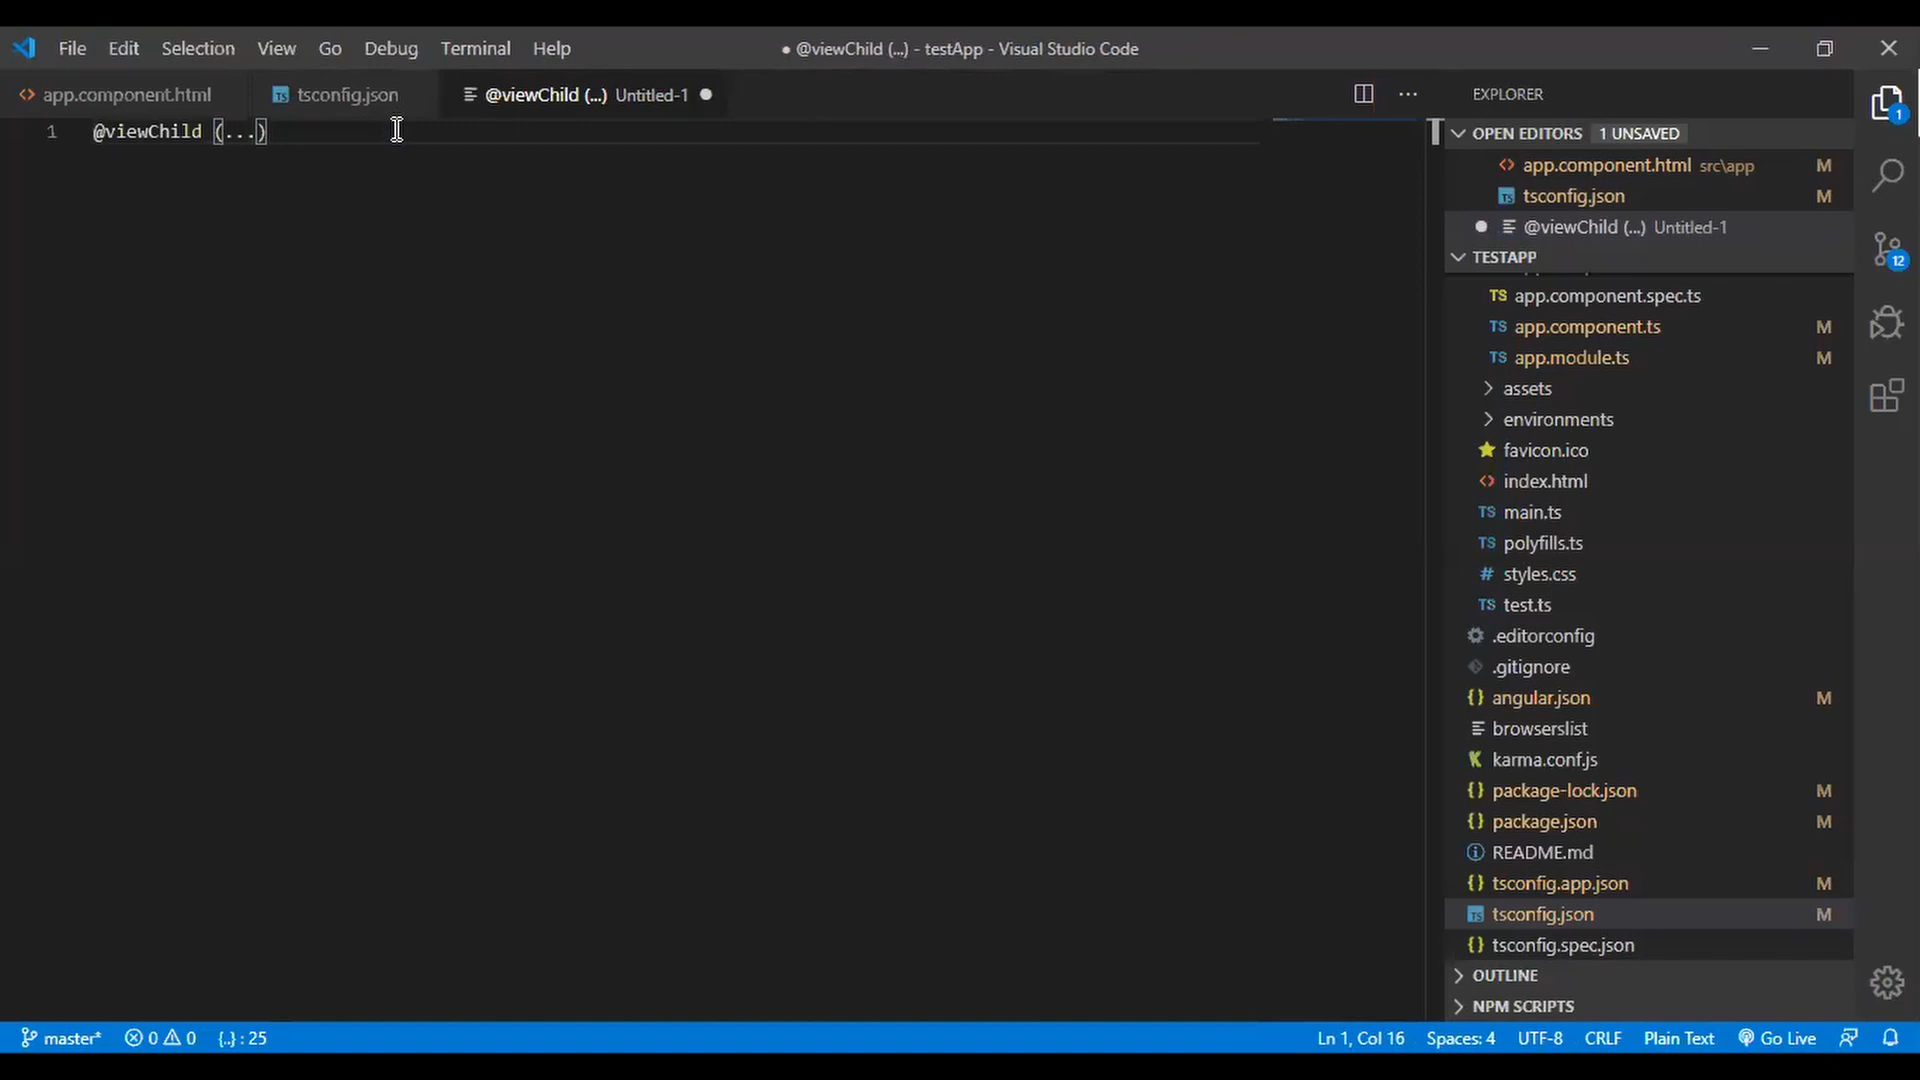 File Edit Selection View Go Debug Terminal Help
● @viewChild (...) - testApp - Visual Studio Code
app.component.html
tsconfig.json
@viewChild (...) Untitled-1
1 @viewChild (...)
EXPLORER
OPEN EDITORS 1 UNSAVED
app.component.html src\app M
tsconfig.json M
@viewChild (...) Untitled-1
TESTAPP
app.component.spec.ts
app.component.ts M
app.module.ts M
assets
environments
favicon.ico
index.html
main.ts
polyfills.ts
styles.css
test.ts
.editorconfig
.gitignore
angular.json M
browserslist
karma.conf.js
package-lock.json M
package.json M
README.md
tsconfig.app.json M
tsconfig.json M
tsconfig.spec.json
OUTLINE
NPM SCRIPTS
1
12
master* 0 0 {..} : 25
Ln 1, Col 16 Spaces: 4 UTF-8 CRLF Plain Text Go Live